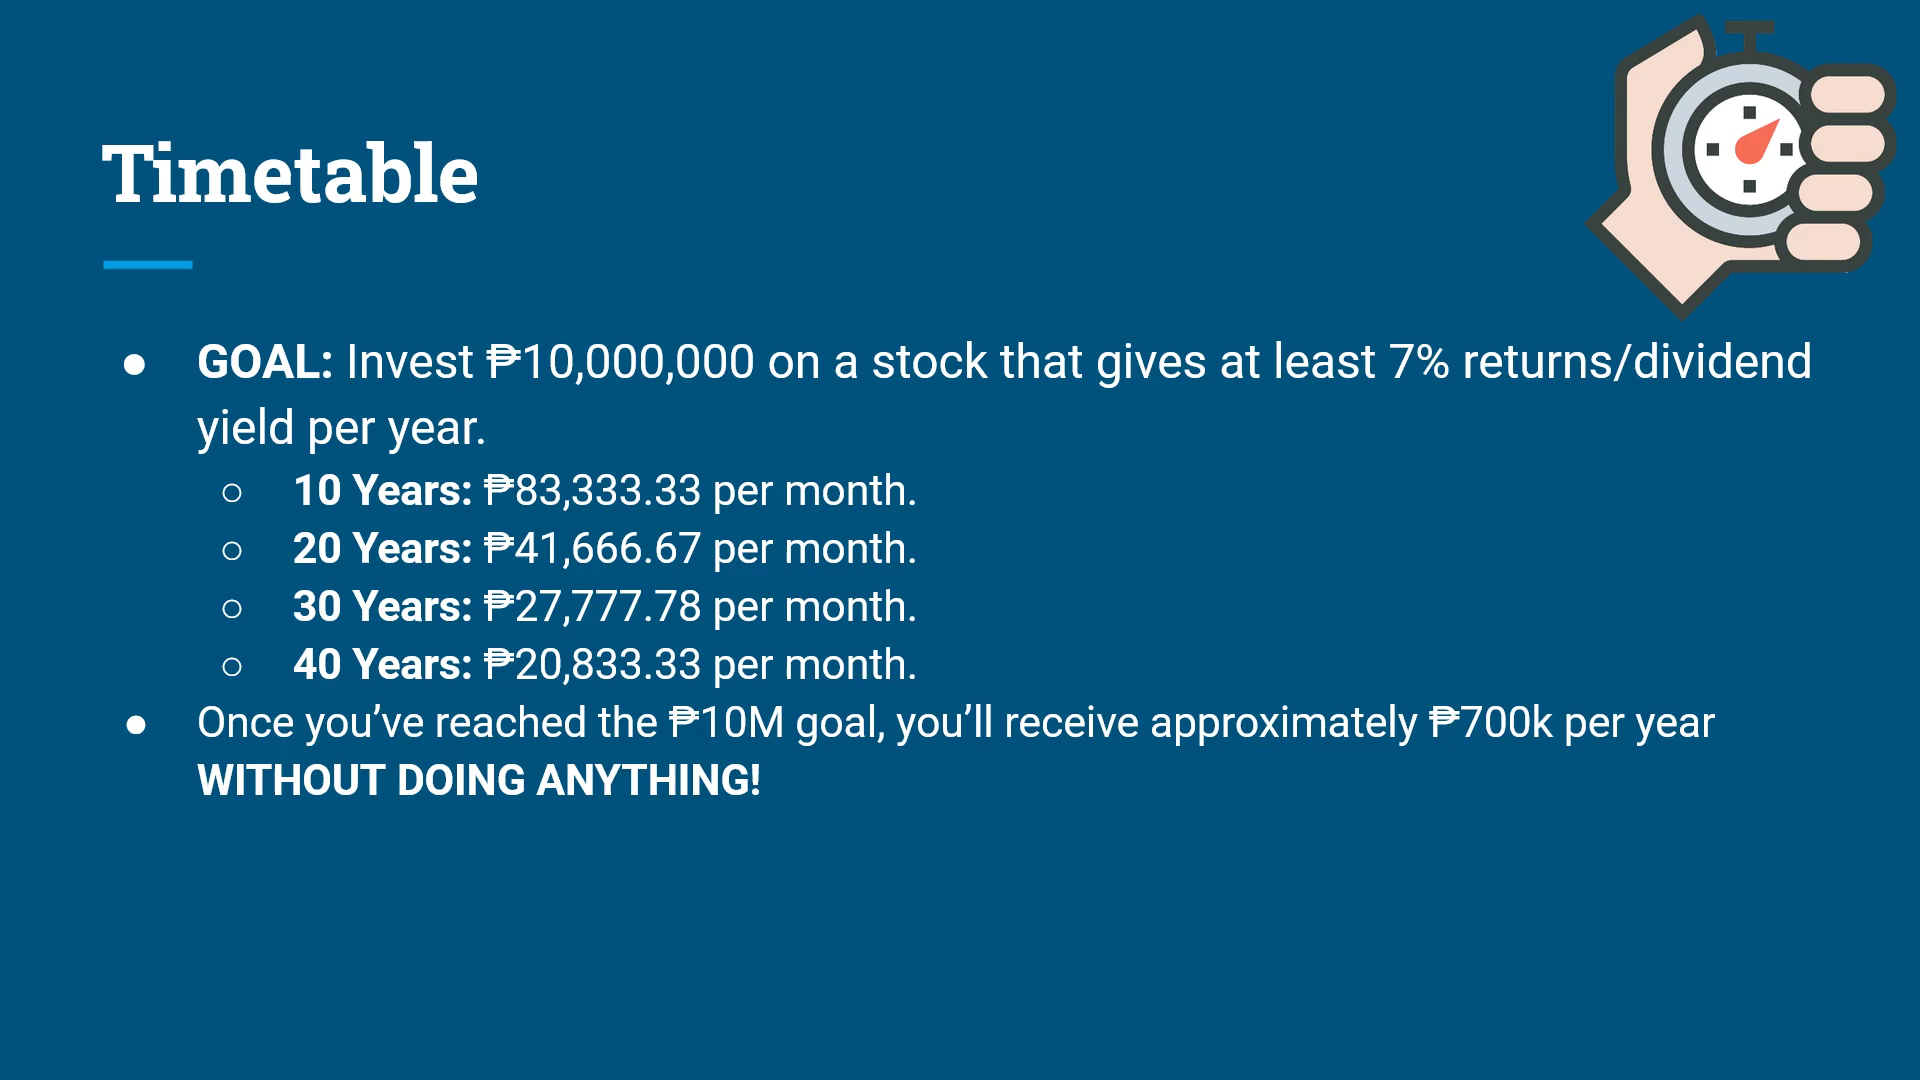 Timetable
● GOAL: Invest ₱10,000,000 on a stock that gives at least 7% returns/dividend
yield per year.
○ 10 Years: ₱83,333.33 per month.
○ 20 Years: ₱41,666.67 per month.
○ 30 Years: ₱27,777.78 per month.
○ 40 Years: ₱20,833.33 per month.
● Once you’ve reached the ₱10M goal, you’ll receive approximately ₱700k per year
WITHOUT DOING ANYTHING!